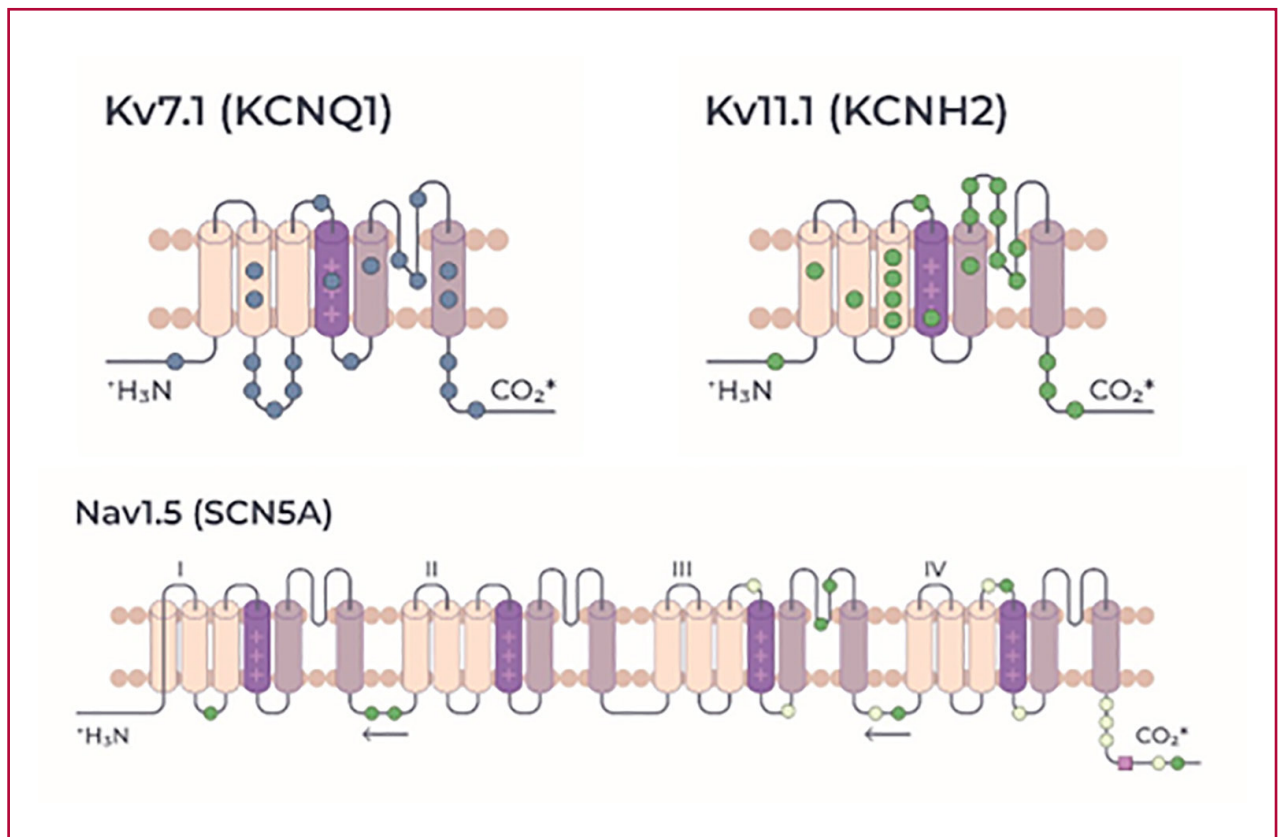 Kv7.1 (KCNQ1)
Kv11.1 (KCNH2)
+ + +
+ + +
⁺H₃N
CO₂*
⁺H₃N
CO₂*
Nav1.5 (SCN5A)
I
II
III
IV
+ + +
+ + +
+ + +
+ + +
⁺H₃N
CO₂*